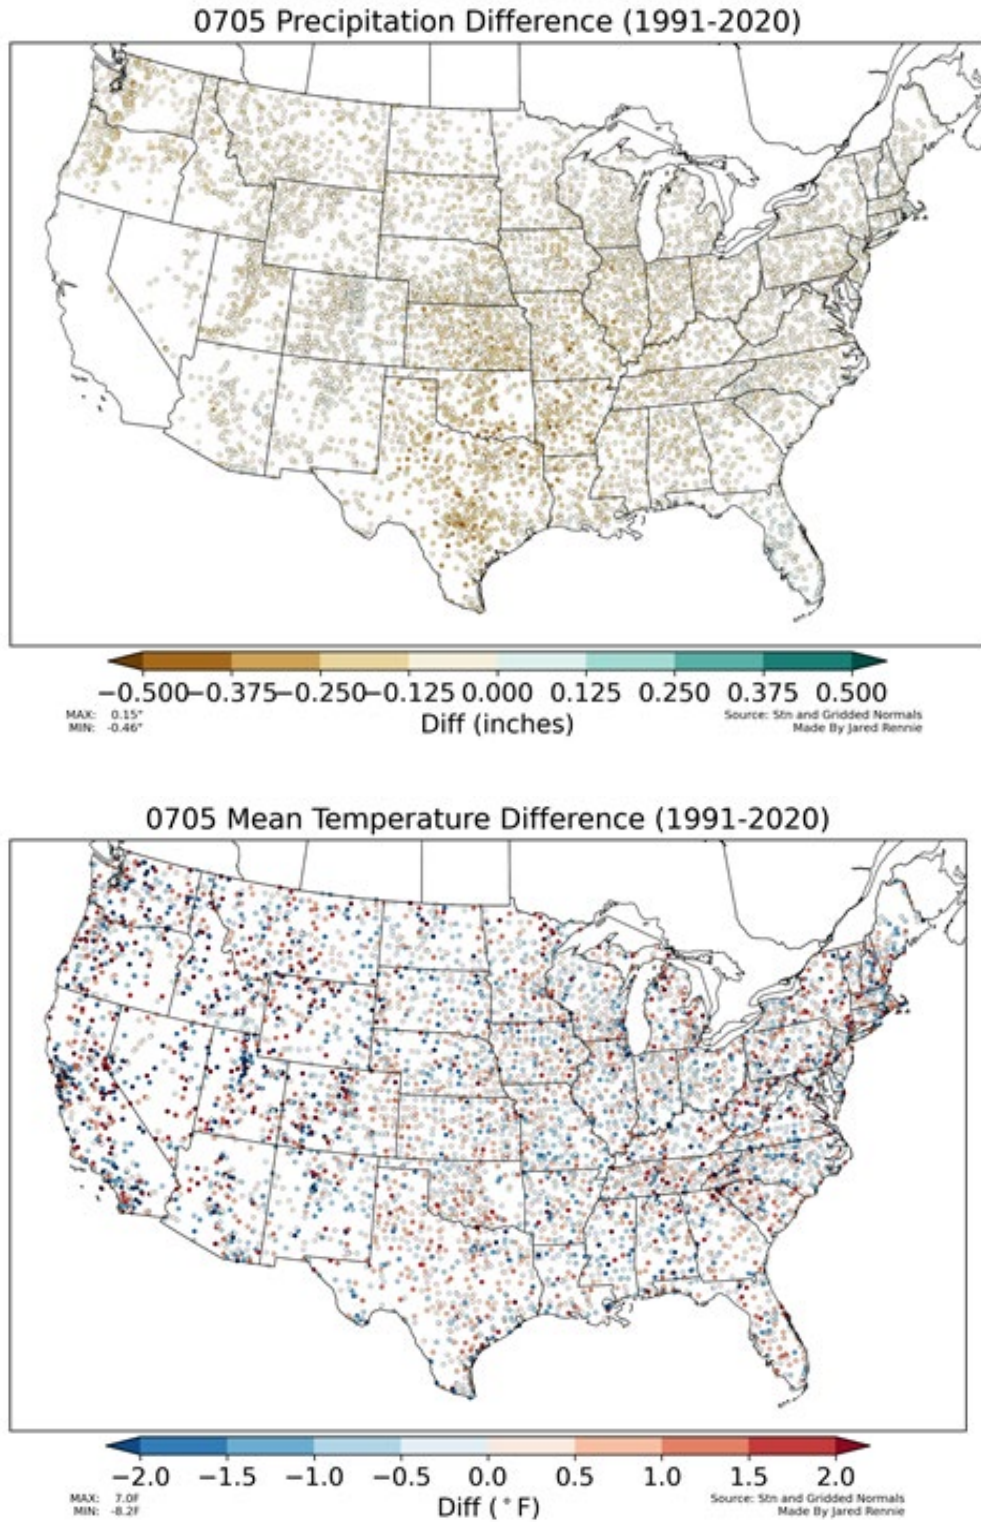 0705 Precipitation Difference (1991-2020)
−0.500−0.375−0.250−0.125 0.000 0.125 0.250 0.375 0.500
Diff (inches)
MAX: 0.15"
MIN: -0.46"
Source: Stn and Gridded Normals
Made By Jared Rennie
0705 Mean Temperature Difference (1991-2020)
−2.0 −1.5 −1.0 −0.5 0.0 0.5 1.0 1.5 2.0
Diff (°F)
MAX: 7.0F
MIN: -8.2F
Source: Stn and Gridded Normals
Made By Jared Rennie